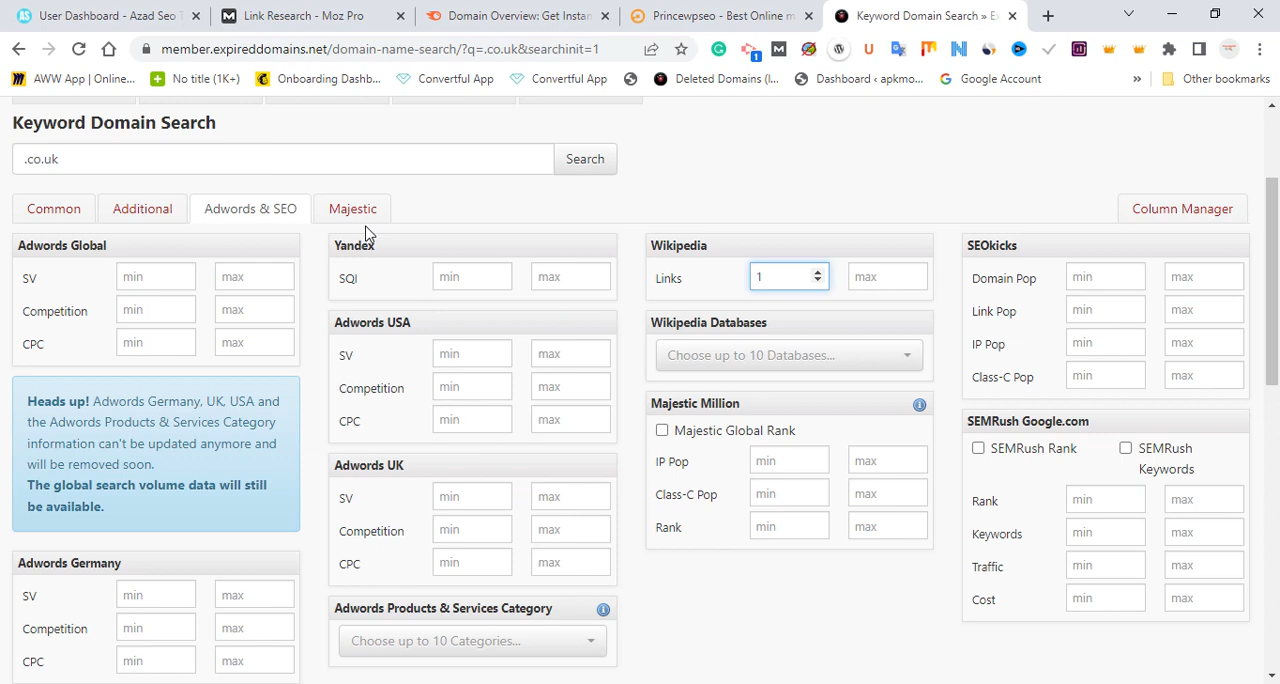 User Dashboard - Azad Seo T
Link Research - Moz Pro
Domain Overview: Get Instan
Princewpseo - Best Online m
Keyword Domain Search » Ex
member.expireddomains.net/domain-name-search/?q=.co.uk&searchinit=1
AWW App | Online...
No title (1K+)
Onboarding Dashb...
Converful App
Converful App
Deleted Domains (I...
Dashboard ‹ apkmo...
Google Account
»
Other bookmarks
Keyword Domain Search
.co.uk
Search
Common
Additional
Adwords & SEO
Majestic
Column Manager
Adwords Global
SV min max
Competition min max
CPC min max
Heads up! Adwords Germany, UK, USA and
the Adwords Products & Services Category
information can't be updated anymore and
will be removed soon.
The global search volume data will still
be available.
Adwords Germany
SV min max
Competition min max
CPC min max
Yandex
SQI min max
Adwords USA
SV min max
Competition min max
CPC min max
Adwords UK
SV min max
Competition min max
CPC min max
Adwords Products & Services Category
Choose up to 10 Categories...
Wikipedia
Links 1 max
Wikipedia Databases
Choose up to 10 Databases...
Majestic Million
Majestic Global Rank
IP Pop min max
Class-C Pop min max
Rank min max
SEOkicks
Domain Pop min max
Link Pop min max
IP Pop min max
Class-C Pop min max
SEMRush Google.com
SEMRush Rank
SEMRush
Keywords
Rank min max
Keywords min max
Traffic min max
Cost min max